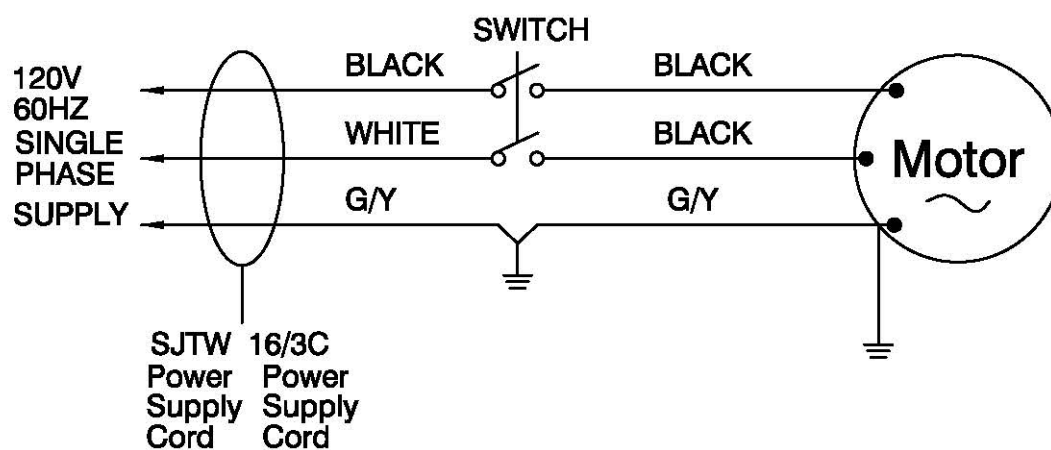 SWITCH
120V
60HZ
SINGLE
PHASE
SUPPLY
BLACK
BLACK
WHITE
BLACK
G/Y
G/Y
Motor
SJTW 16/3C
Power Power
Supply Supply
Cord Cord